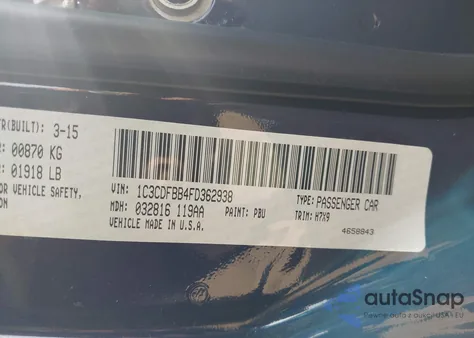 TR(BUILT): 3-15
R: 00870 KG
01918 LB
OR VEHICLE SAFETY,
ON
VIN: 1C3CDFBB4FD362938
TYPE: PASSENGER CAR
MDH: 032816 119AA
PAINT: PBU
TRIM: H7X9
VEHICLE MADE IN U.S.A.
4658843
autoSnap